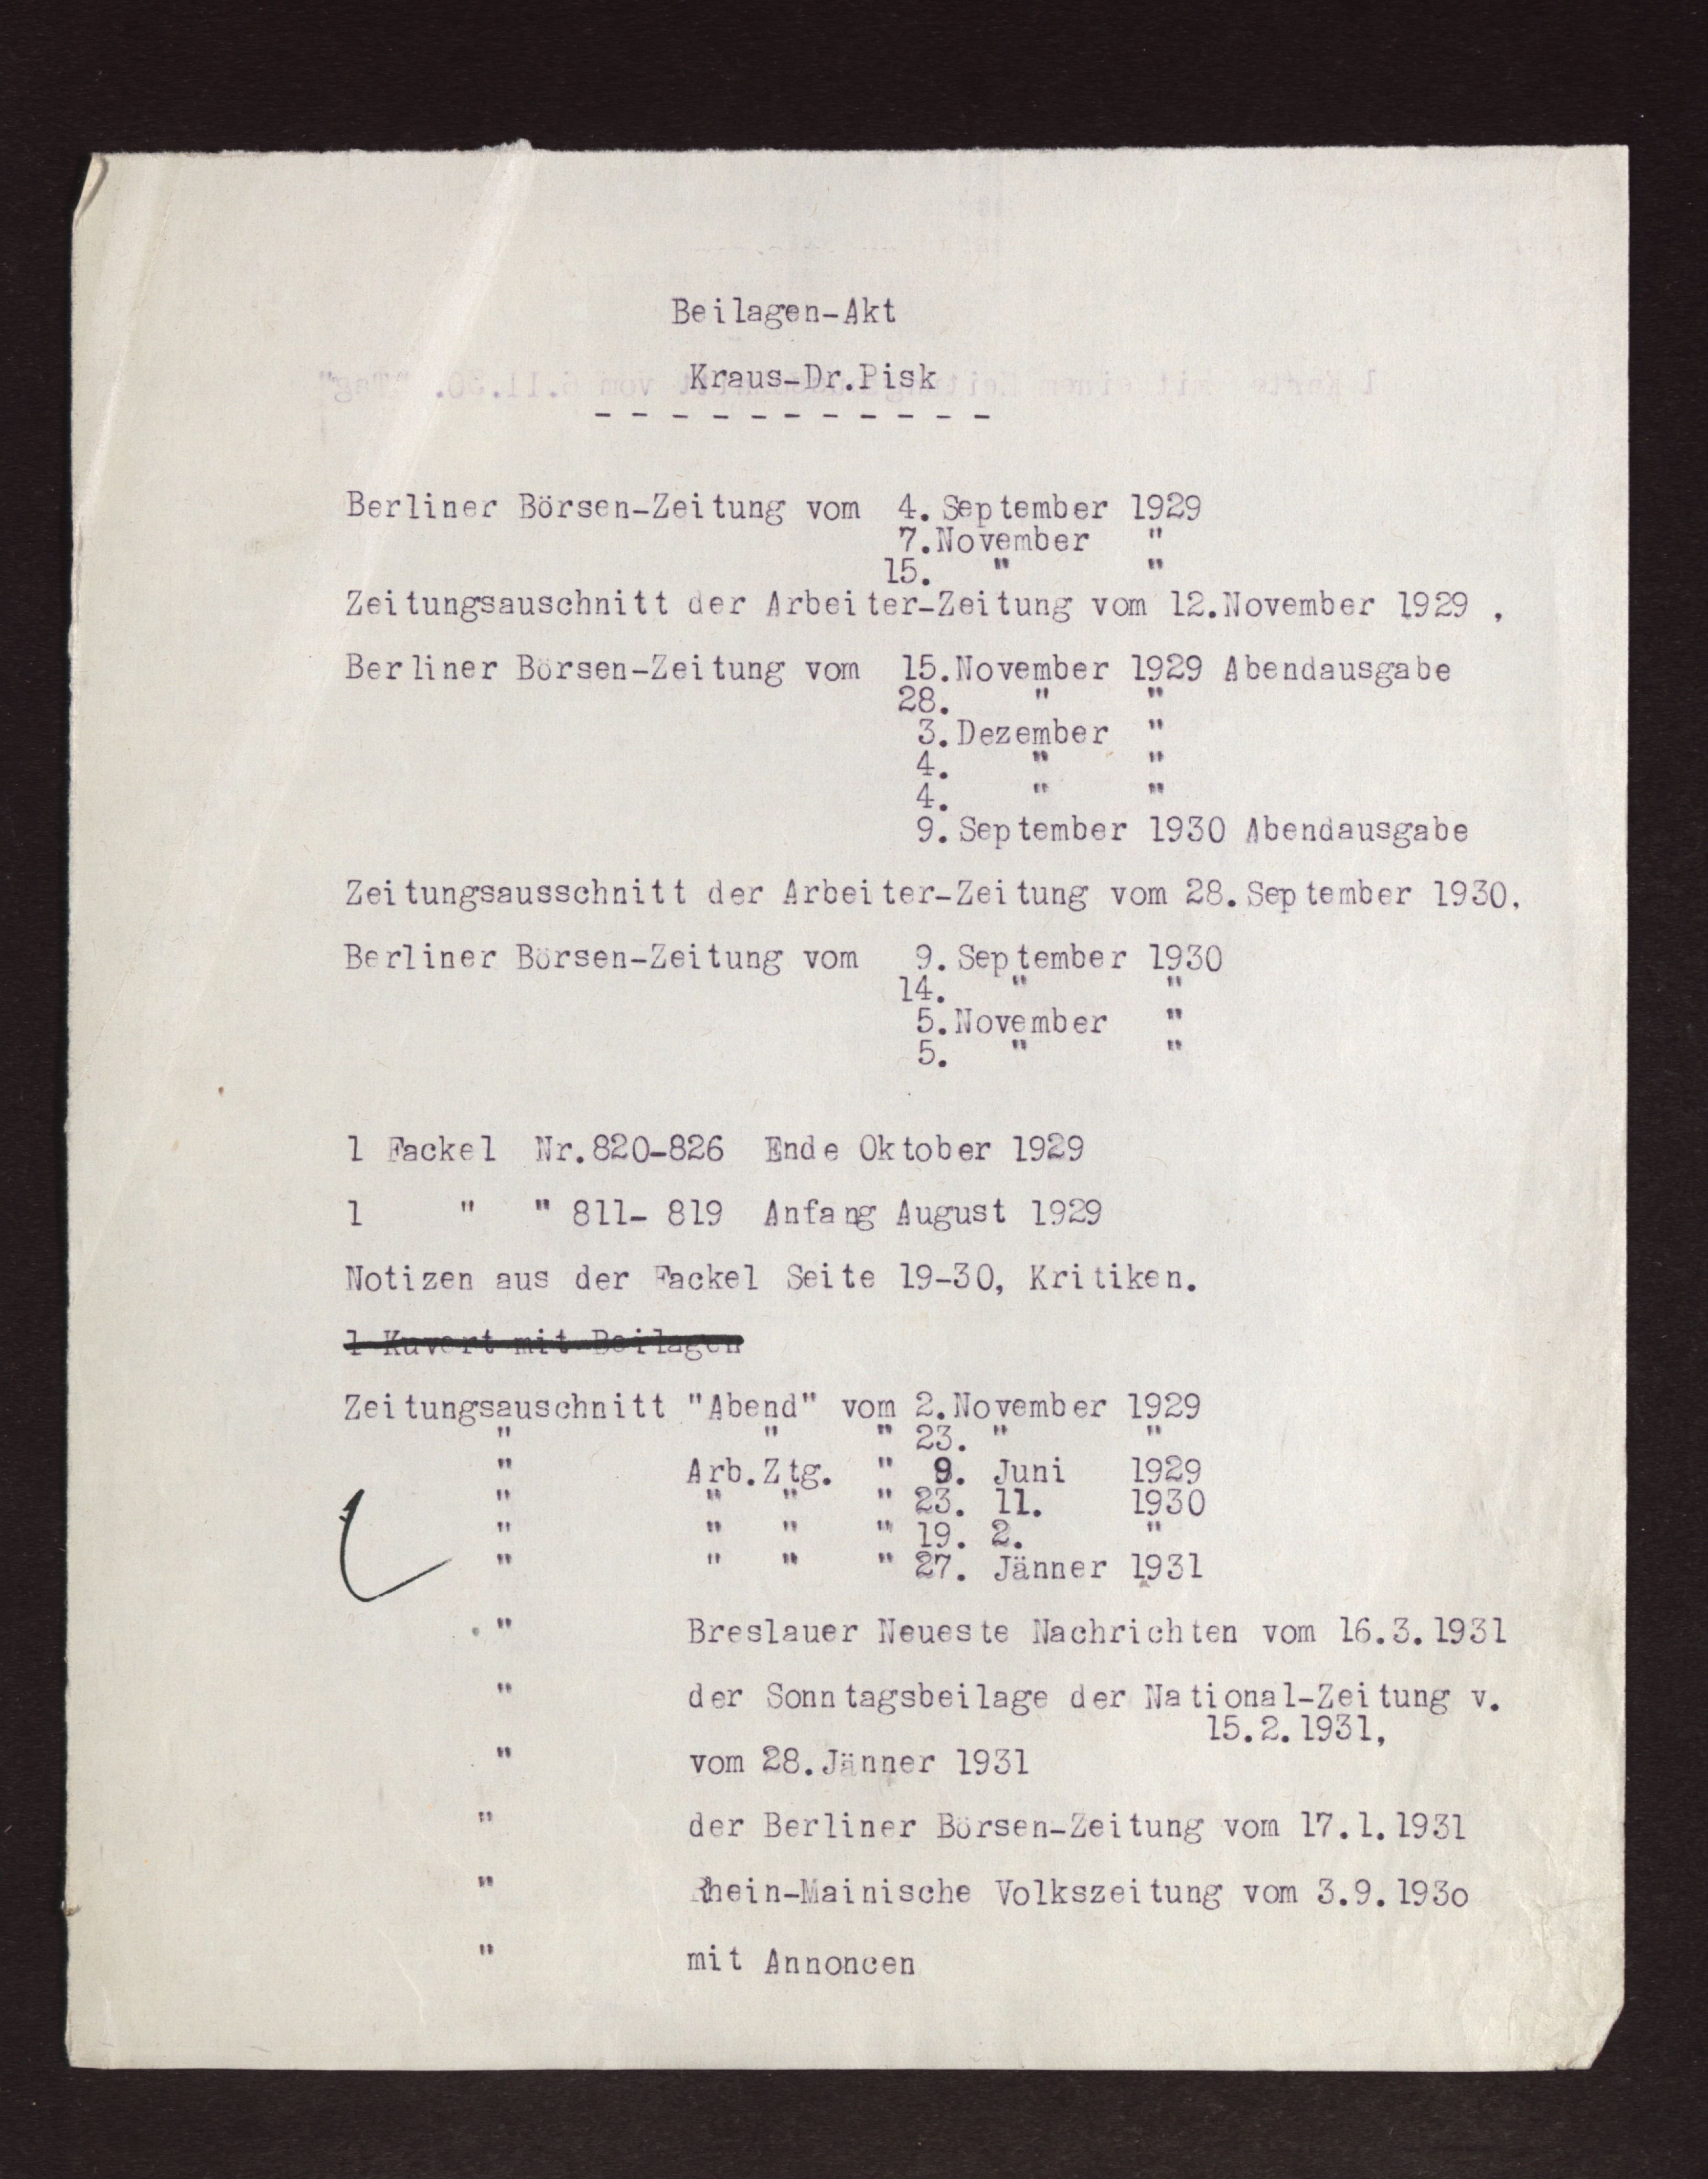 Beilagen-Akt
Kraus-Dr.Pisk
- - - - - - - - - - -
Berliner Börsen-Zeitung vom 4. September 1929
7.November "
15. " "
Zeitungsauschnitt der Arbeiter-Zeitung vom 12.November 1929 .
Berliner Börsen-Zeitung vom 15.November 1929 Abendausgabe
28. " "
3.Dezember "
4. " "
4. " "
9.September 1930 Abendausgabe
Zeitungsausschnitt der Arbeiter-Zeitung vom 28.September 1930.
Berliner Börsen-Zeitung vom 9.September 1930
14. " "
5.November "
5. " "
1 Fackel Nr.820-826 Ende Oktober 1929
1 " " 811- 819 Anfang August 1929
Notizen aus der Fackel Seite 19-30, Kritiken.
1 Kuvert mit Beilagen
Zeitungsauschnitt "Abend" vom 2.November 1929
" " " 23. " "
" Arb.Ztg. " 9. Juni 1929
" " " " 23. 11. 1930
" " " " 19. 2. "
" " " " 27. Jänner 1931
" Breslauer Neueste Nachrichten vom 16.3.1931
" der Sonntagsbeilage der National-Zeitung v.
15.2.1931,
" vom 28.Jänner 1931
" der Berliner Börsen-Zeitung vom 17.1.1931
" Rhein-Mainische Volkszeitung vom 3.9.193o
" mit Annoncen